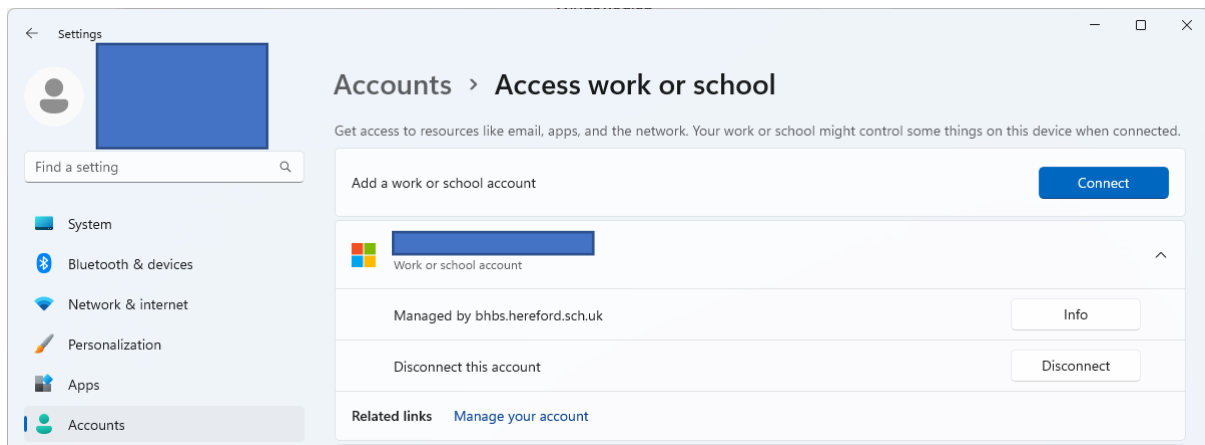 Settings
Find a setting
System
Bluetooth & devices
Network & internet
Personalization
Apps
Accounts
Accounts > Access work or school
Get access to resources like email, apps, and the network. Your work or school might control some things on this device when connected.
Add a work or school account
Connect
Work or school account
Managed by bhbs.hereford.sch.uk
Info
Disconnect this account
Disconnect
Related links Manage your account